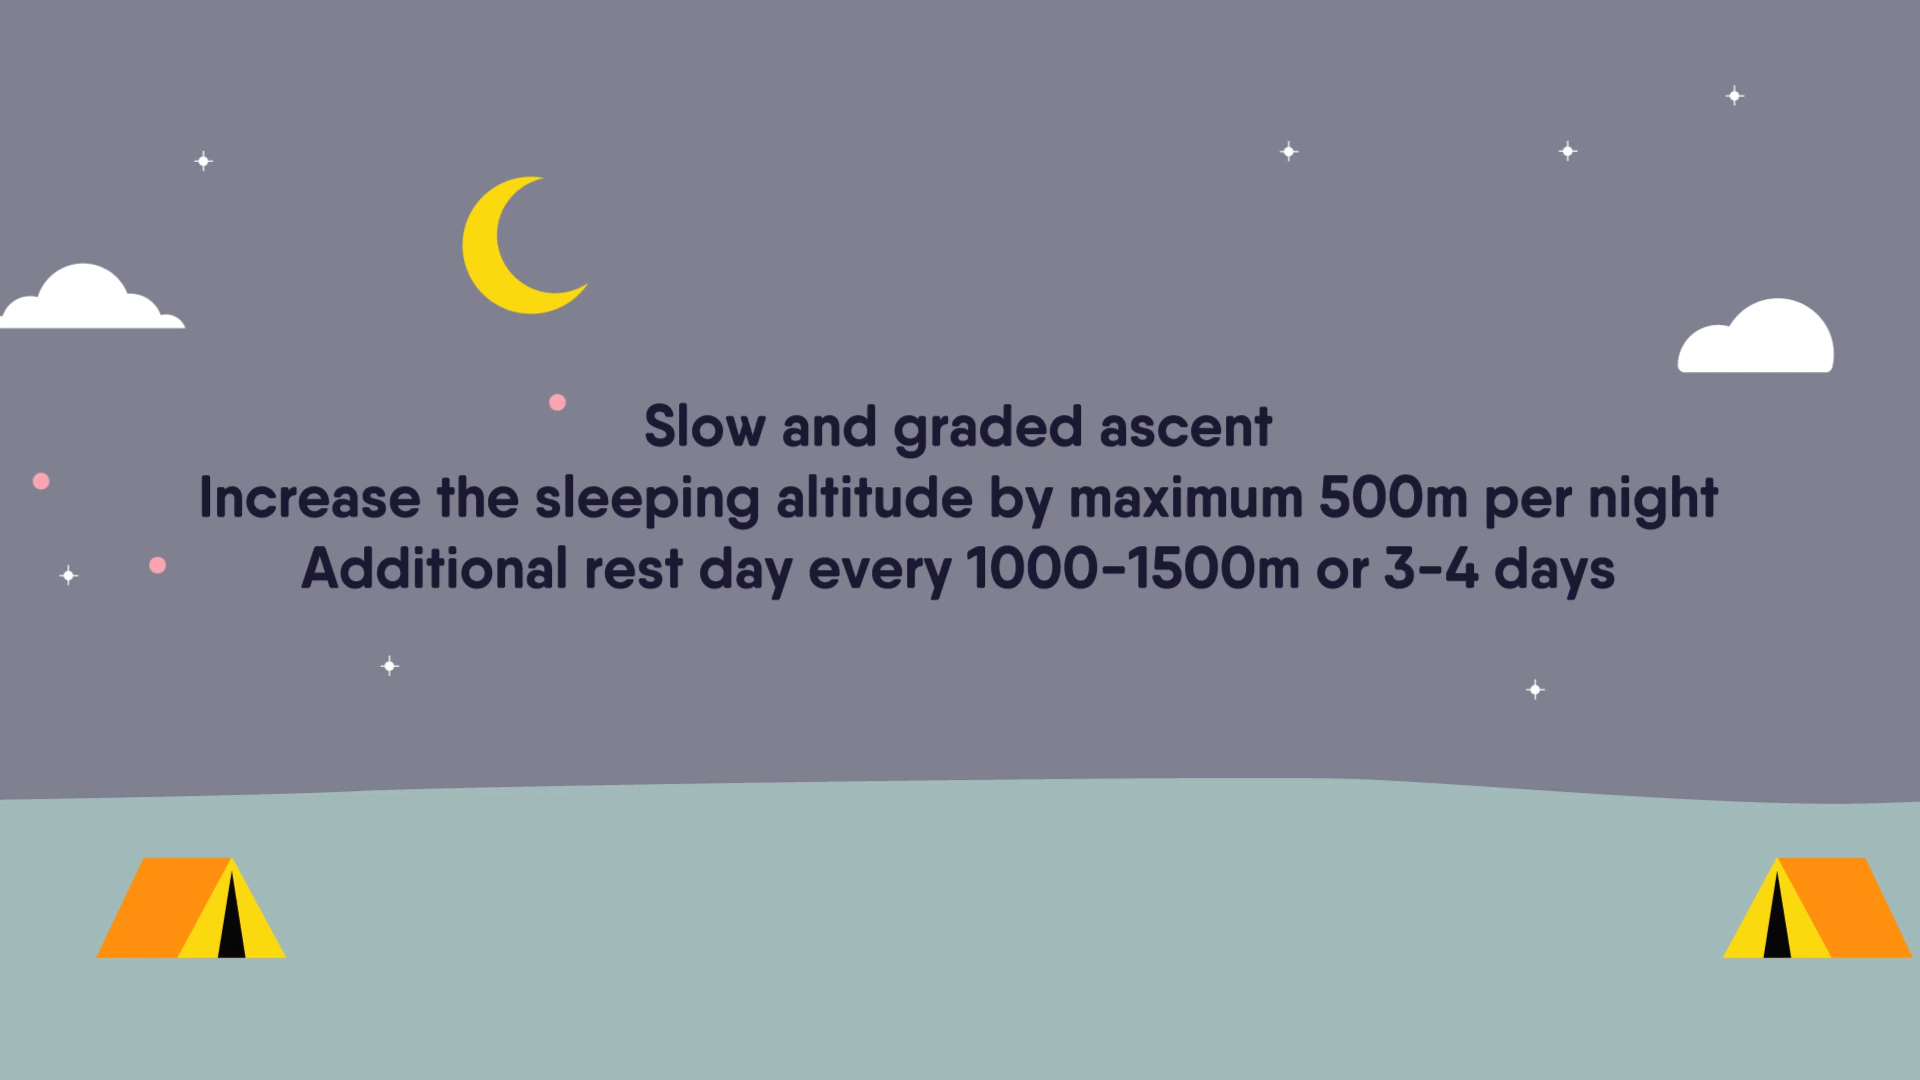 Slow and graded ascent
Increase the sleeping altitude by maximum 500m per night
Additional rest day every 1000-1500m or 3-4 days